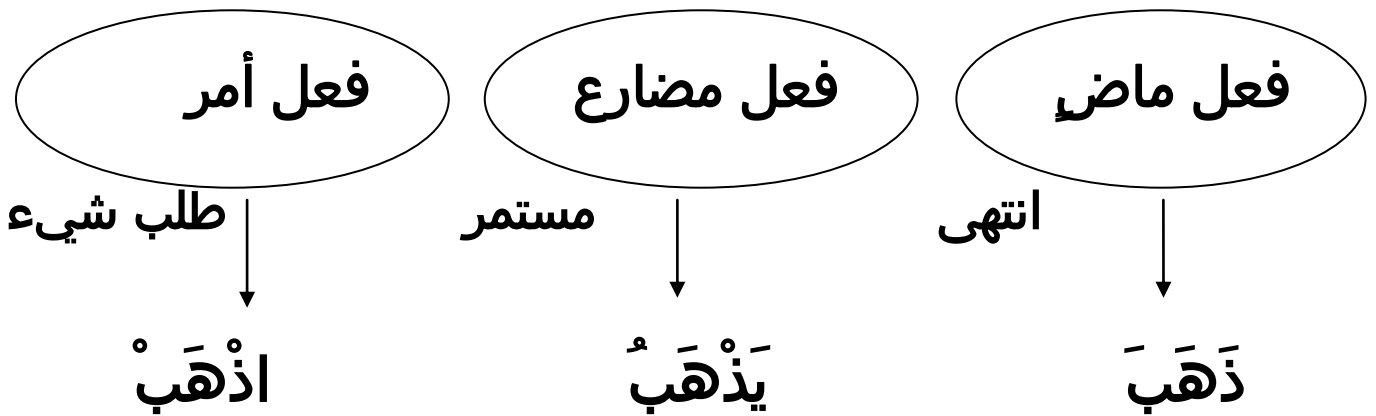 فعل ماضٍ
فعل مضارع
فعل أمر
انتهى
مستمر
طلب شيء
ذَهَبَ
يَذْهَبُ
اذْهَبْ